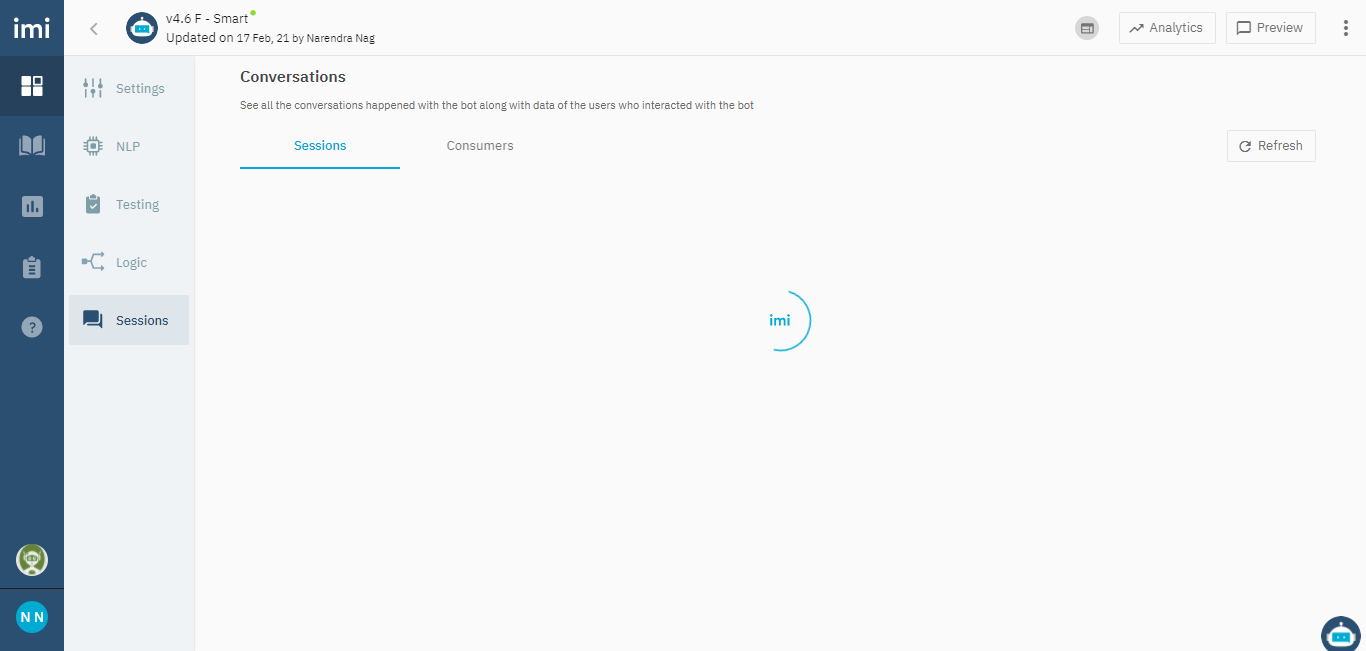 imi
v4.6 F - Smart
Updated on 17 Feb, 21 by Narendra Nag
Analytics
Preview
Settings
NLP
Testing
Logic
Sessions
Conversations
See all the conversations happened with the bot along with data of the users who interacted with the bot
Sessions
Consumers
Refresh
imi
?
N N